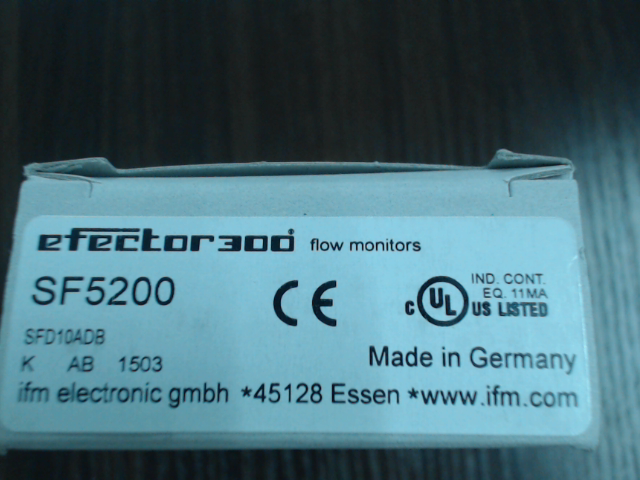 efector300 flow monitors
SF5200
CE
c UL US LISTED
IND. CONT.
EQ. 11MA
SFD10ADB
K AB 1503
Made in Germany
ifm electronic gmbh *45128 Essen *www.ifm.com